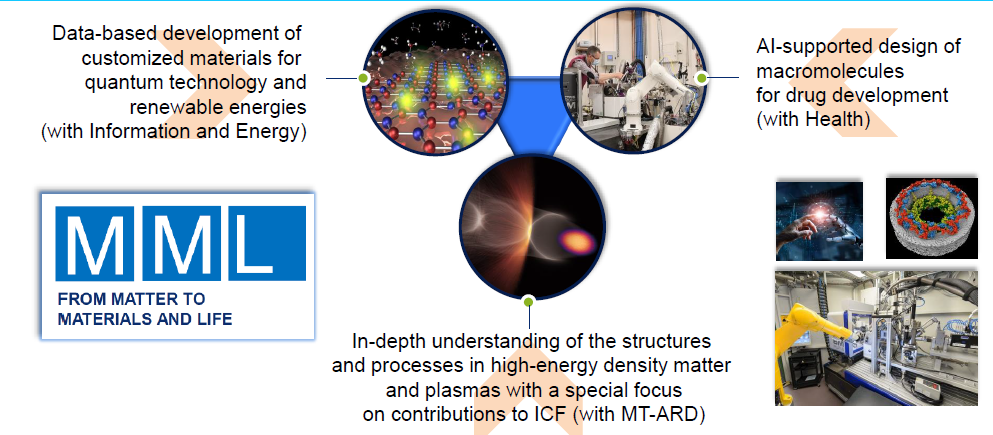 Data-based development of
customized materials for
quantum technology and
renewable energies
(with Information and Energy)
AI-supported design of
macromolecules
for drug development
(with Health)
MML
FROM MATTER TO
MATERIALS AND LIFE
In-depth understanding of the structures
and processes in high-energy density matter
and plasmas with a special focus
on contributions to ICF (with MT-ARD)